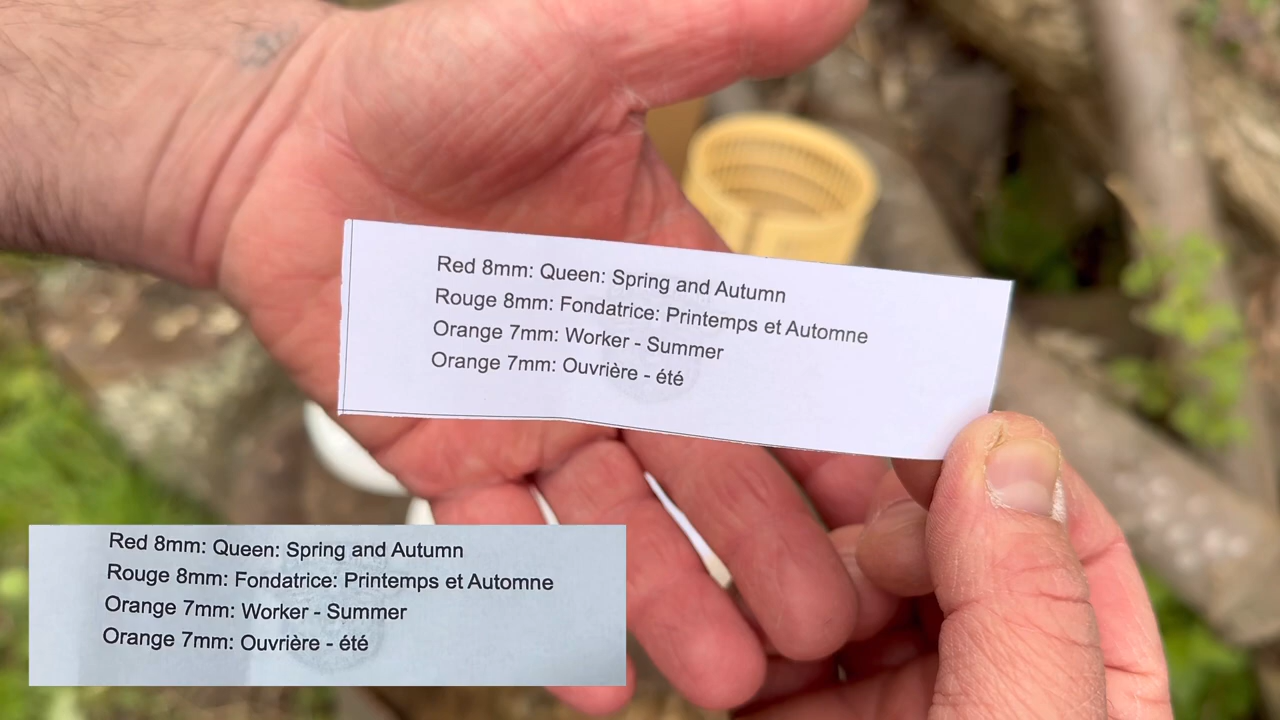 Red 8mm: Queen: Spring and Autumn
Rouge 8mm: Fondatrice: Printemps et Automne
Orange 7mm: Worker - Summer
Orange 7mm: Ouvrière - été
Red 8mm: Queen: Spring and Autumn
Rouge 8mm: Fondatrice: Printemps et Automne
Orange 7mm: Worker - Summer
Orange 7mm: Ouvrière - été